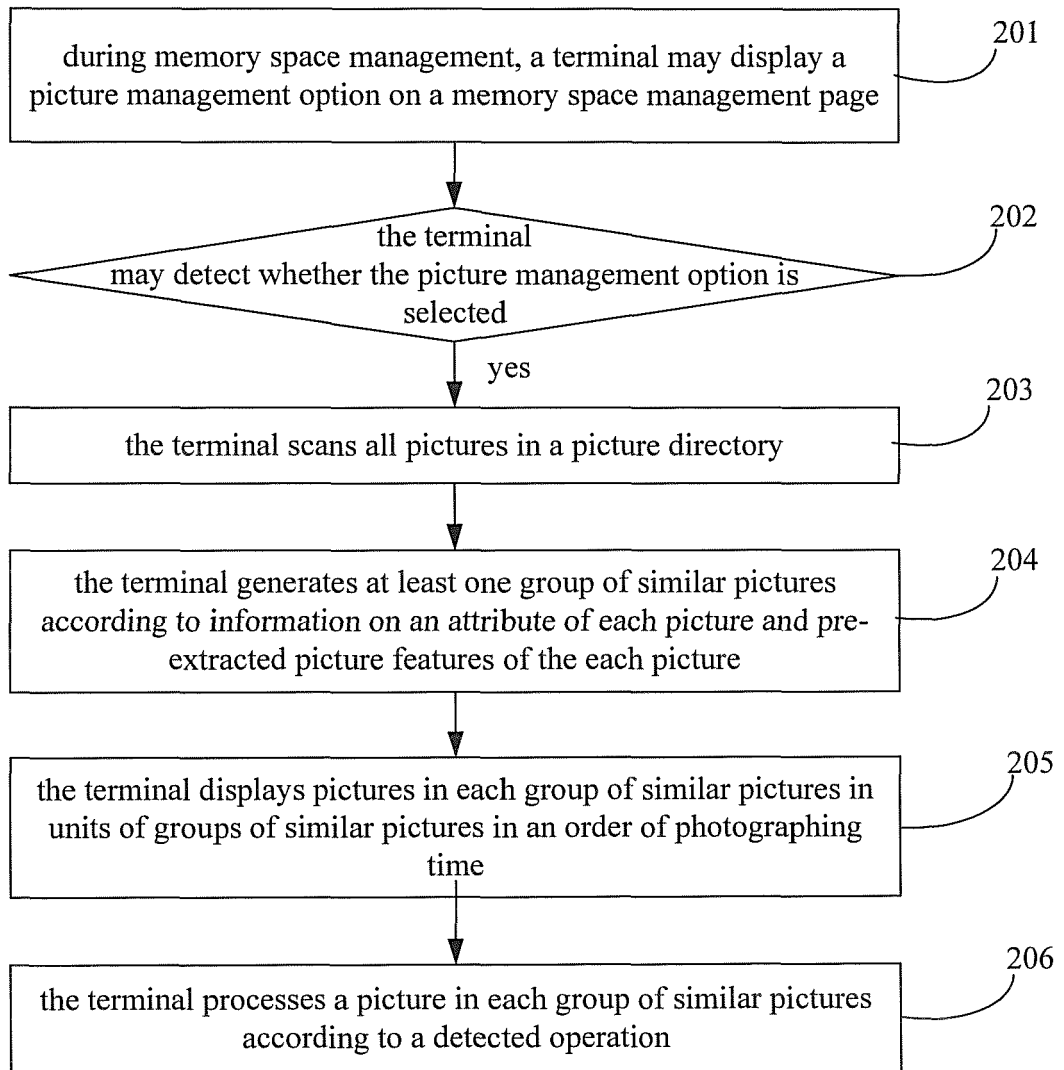 during memory space management, a terminal may display a
picture management option on a memory space management page
201
the terminal
may detect whether the picture management option is
selected
202
yes
the terminal scans all pictures in a picture directory
203
the terminal generates at least one group of similar pictures
according to information on an attribute of each picture and pre-
extracted picture features of the each picture
204
the terminal displays pictures in each group of similar pictures in
units of groups of similar pictures in an order of photographing
time
205
the terminal processes a picture in each group of similar pictures
according to a detected operation
206